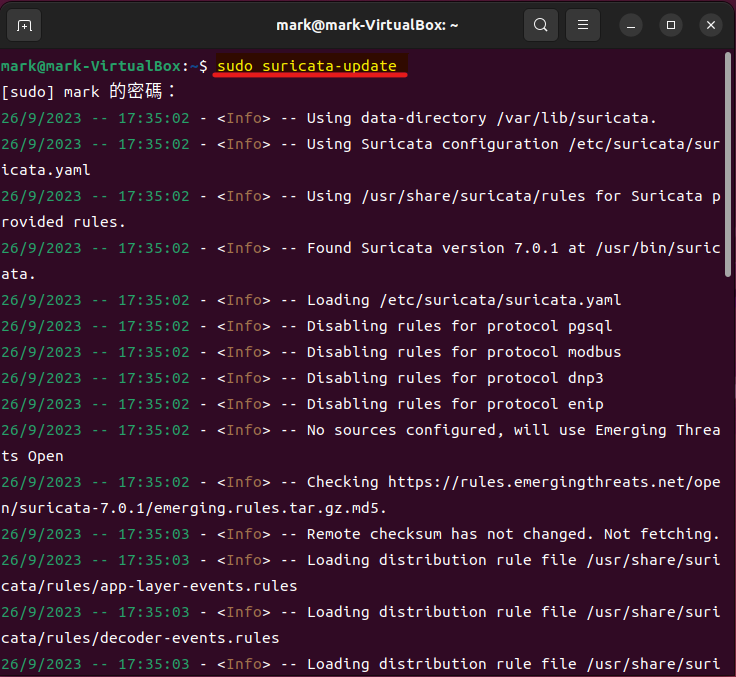 mark@mark-VirtualBox: ~
mark@mark-VirtualBox:~$ sudo suricata-update
[sudo] mark 的密碼：
26/9/2023 -- 17:35:02 - <Info> -- Using data-directory /var/lib/suricata.
26/9/2023 -- 17:35:02 - <Info> -- Using Suricata configuration /etc/suricata/sur
icata.yaml
26/9/2023 -- 17:35:02 - <Info> -- Using /usr/share/suricata/rules for Suricata p
rovided rules.
26/9/2023 -- 17:35:02 - <Info> -- Found Suricata version 7.0.1 at /usr/bin/suric
ata.
26/9/2023 -- 17:35:02 - <Info> -- Loading /etc/suricata/suricata.yaml
26/9/2023 -- 17:35:02 - <Info> -- Disabling rules for protocol pgsql
26/9/2023 -- 17:35:02 - <Info> -- Disabling rules for protocol modbus
26/9/2023 -- 17:35:02 - <Info> -- Disabling rules for protocol dnp3
26/9/2023 -- 17:35:02 - <Info> -- Disabling rules for protocol enip
26/9/2023 -- 17:35:02 - <Info> -- No sources configured, will use Emerging Threa
ts Open
26/9/2023 -- 17:35:02 - <Info> -- Checking https://rules.emergingthreats.net/ope
n/suricata-7.0.1/emerging.rules.tar.gz.md5.
26/9/2023 -- 17:35:03 - <Info> -- Remote checksum has not changed. Not fetching.
26/9/2023 -- 17:35:03 - <Info> -- Loading distribution rule file /usr/share/suri
cata/rules/app-layer-events.rules
26/9/2023 -- 17:35:03 - <Info> -- Loading distribution rule file /usr/share/suri
cata/rules/decoder-events.rules
26/9/2023 -- 17:35:03 - <Info> -- Loading distribution rule file /usr/share/suri